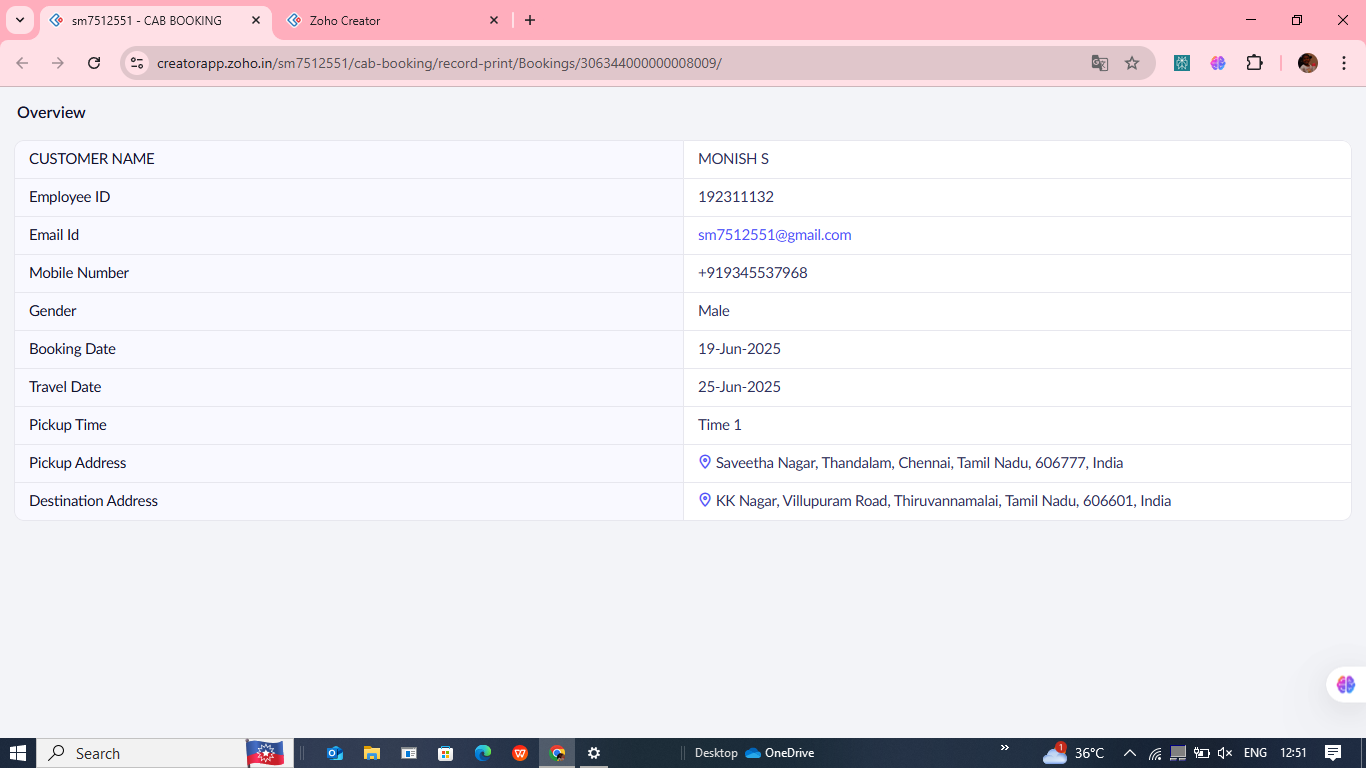 sm7512551 - CAB BOOKING
Zoho Creator
creatorapp.zoho.in/sm7512551/cab-booking/record-print/Bookings/306344000000008009/
Overview
CUSTOMER NAME MONISH S
Employee ID 192311132
Email Id sm7512551@gmail.com
Mobile Number +919345537968
Gender Male
Booking Date 19-Jun-2025
Travel Date 25-Jun-2025
Pickup Time Time 1
Pickup Address Saveetha Nagar, Thandalam, Chennai, Tamil Nadu, 606777, India
Destination Address KK Nagar, Villupuram Road, Thiruvannamalai, Tamil Nadu, 606601, India
Search Desktop OneDrive » 1 36°C ENG 12:51